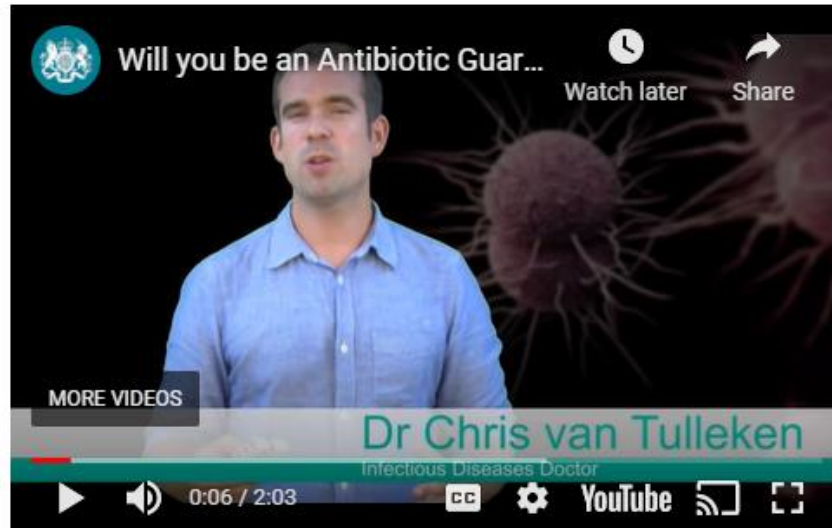 Will you be an Antibiotic Guar...
Watch later
Share
MORE VIDEOS
Dr Chris van Tulleken
Infectious Diseases Doctor
0:06 / 2:03
CC
YouTube